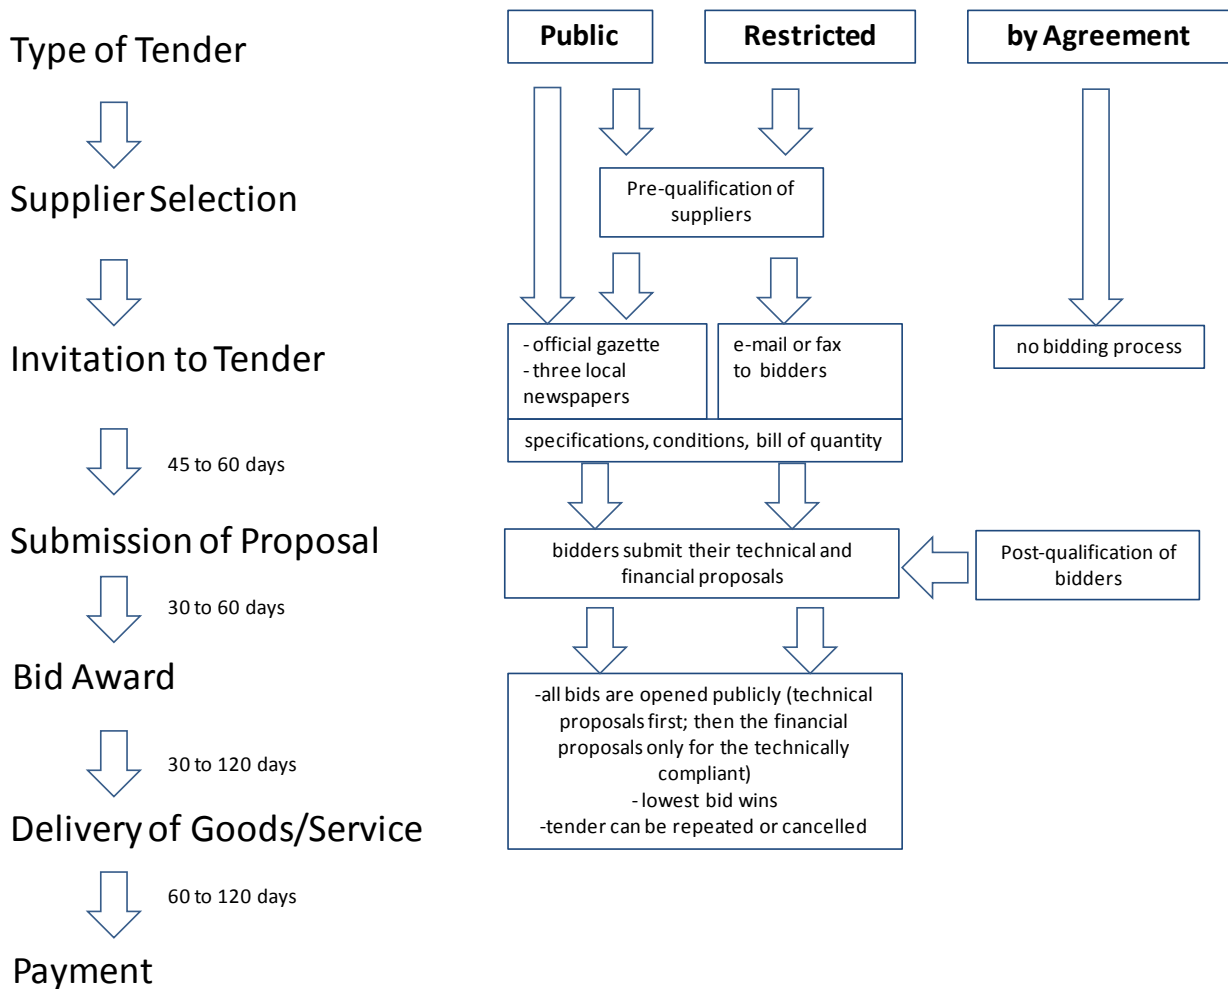 Type of Tender
Public
Restricted
by Agreement
Supplier Selection
Pre-qualification of
suppliers
Invitation to Tender
- official gazette
- three local
newspapers
e-mail or fax
to bidders
no bidding process
specifications, conditions, bill of quantity
45 to 60 days
Submission of Proposal
bidders submit their technical and
financial proposals
Post-qualification of
bidders
30 to 60 days
Bid Award
-all bids are opened publicly (technical
proposals first; then the financial
proposals only for the technically
compliant)
- lowest bid wins
-tender can be repeated or cancelled
30 to 120 days
Delivery of Goods/Service
60 to 120 days
Payment